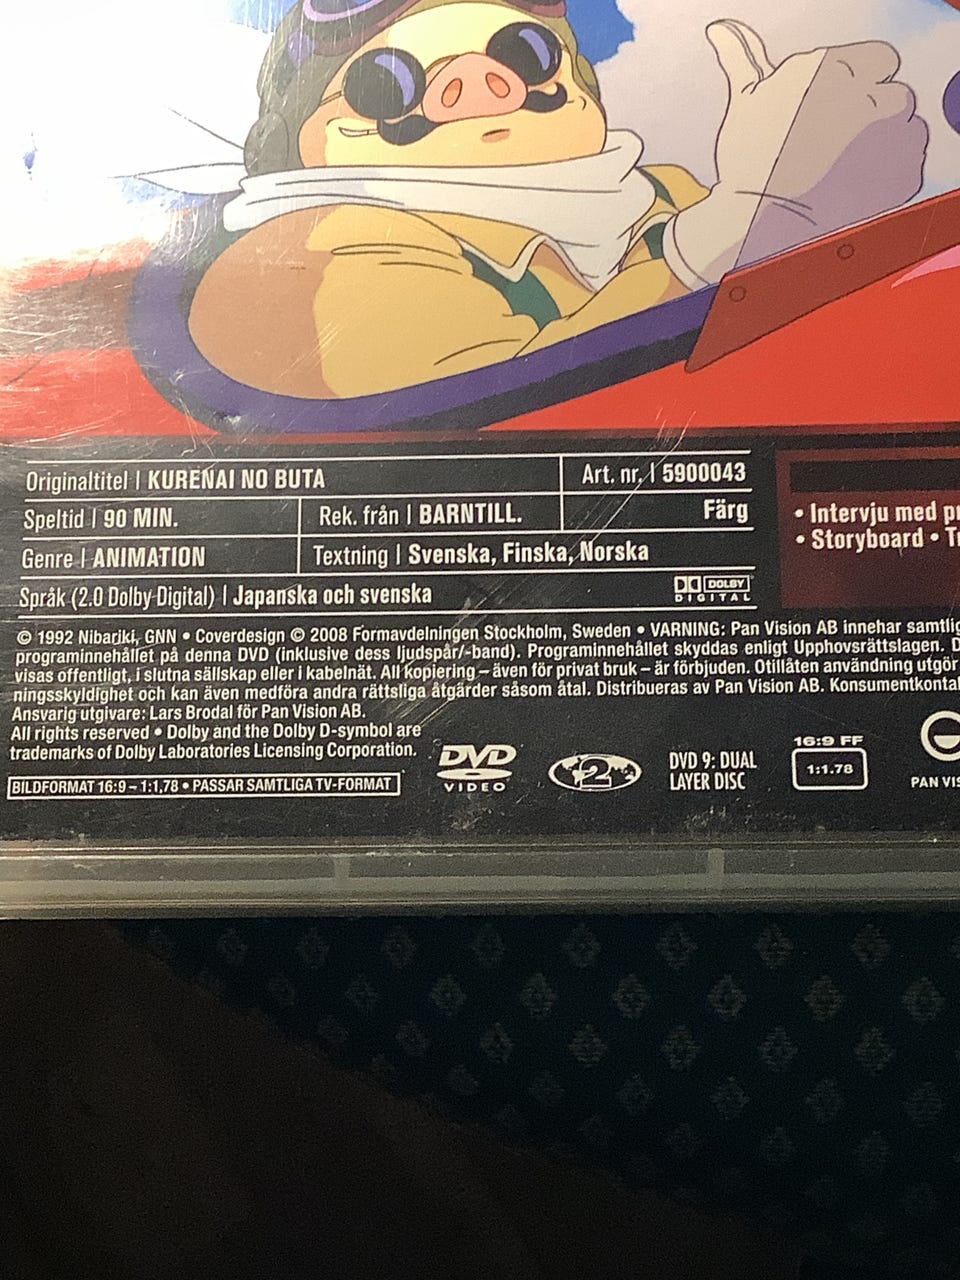 Originaltitel | KURENAI NO BUTA
Art. nr. | 5900043
Speltid | 90 MIN.
Rek. från | BARNTILL.
Färg
Genre | ANIMATION
Textning | Svenska, Finska, Norska
Språk (2.0 Dolby Digital) | Japanska och svenska
DOLBY
DIGITAL
• Intervju med
• Storyboard •
© 1992 Nibariki, GNN • Coverdesign © 2008 Formavdelningen Stockholm, Sweden • VARNING: Pan Vision AB innehar
programinnehållet på denna DVD (inklusive dess ljudspår/-band). Programinnehållet skyddas enligt Upphovsrättslagen.
visas offentligt, i slutna sällskap eller i kabelnät. All kopiering – även för privat bruk – är förbjuden. Otillåten användning utgör
ningsskyldighet och kan även medföra andra rättsliga åtgärder såsom åtal. Distribueras av Pan Vision AB.
Ansvarig utgivare: Lars Brodal för Pan Vision AB.
All rights reserved • Dolby and the Dolby D-symbol are
trademarks of Dolby Laboratories Licensing Corporation.
BILDFORMAT 16:9 – 1:1,78 • PASSAR SAMTLIGA TV-FORMAT
DVD
VIDEO
2
DVD 9: DUAL
LAYER DISC
16:9 FF
1:1.78
PAN